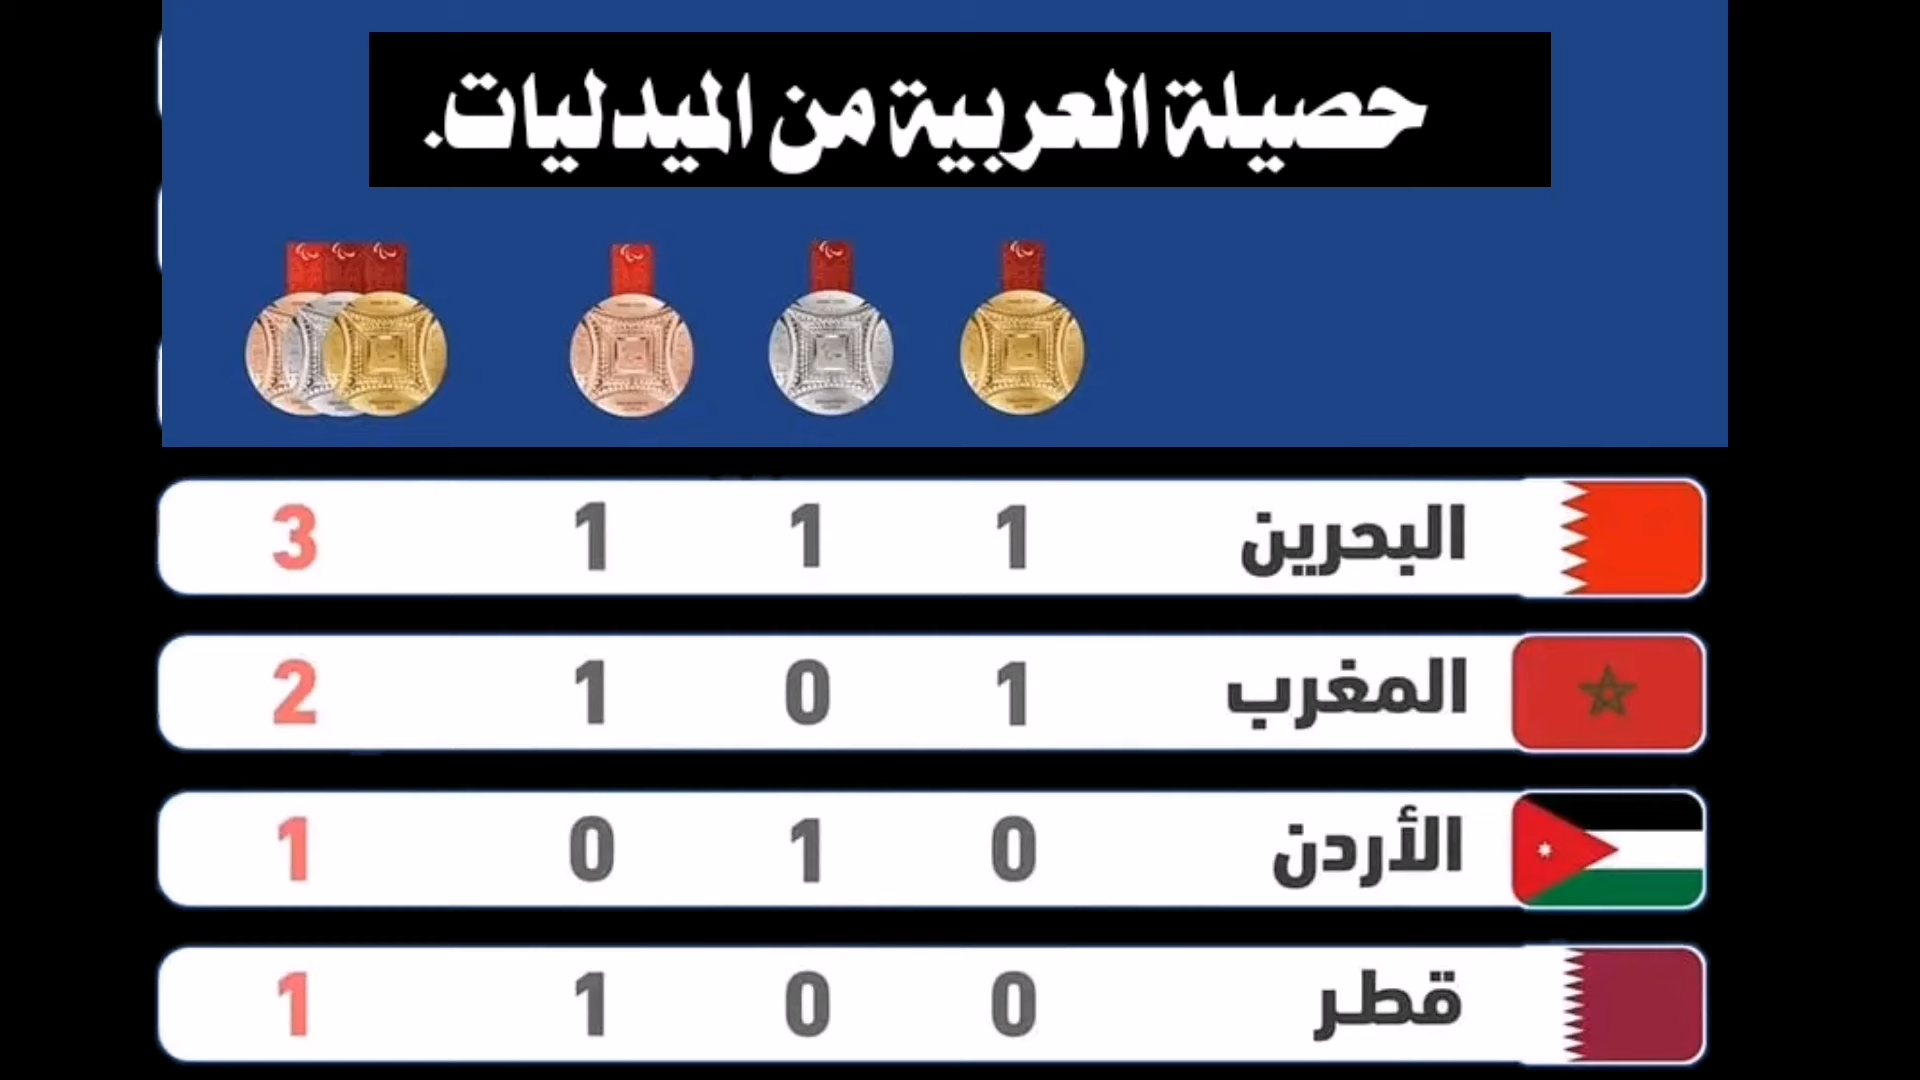 حصيلة العربية من الميدليات.
البحرين 1 1 1 3
المغرب 1 0 1 2
الأردن 0 1 0 1
قطر 0 0 1 1